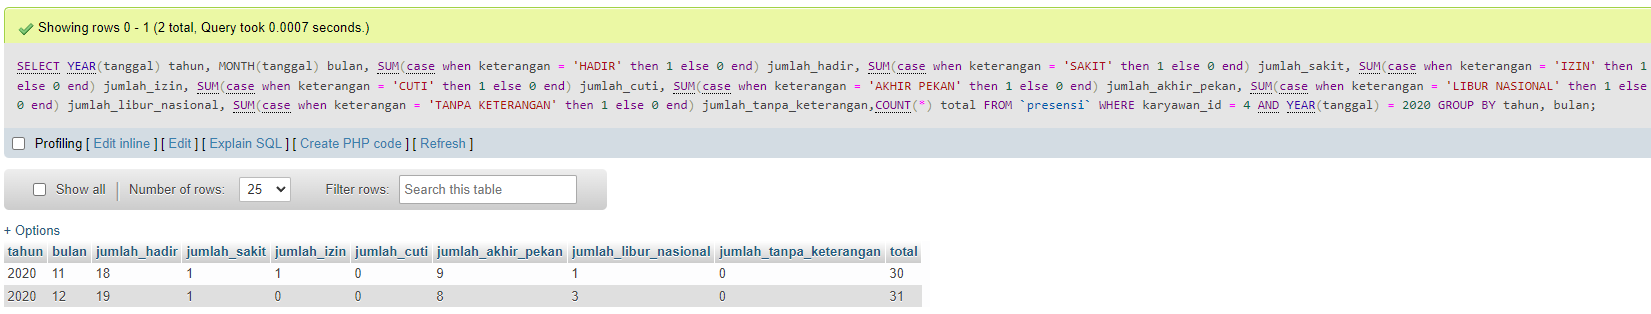 Showing rows 0 - 1 (2 total, Query took 0.0007 seconds.)
SELECT YEAR(tanggal) tahun, MONTH(tanggal) bulan, SUM(case when keterangan = 'HADIR' then 1 else 0 end) jumlah_hadir, SUM(case when keterangan = 'SAKIT' then 1 else 0 end) jumlah_sakit, SUM(case when keterangan = 'IZIN' then 1
else 0 end) jumlah_izin, SUM(case when keterangan = 'CUTI' then 1 else 0 end) jumlah_cuti, SUM(case when keterangan = 'AKHIR PEKAN' then 1 else 0 end) jumlah_akhir_pekan, SUM(case when keterangan = 'LIBUR NASIONAL' then 1 else
0 end) jumlah_libur_nasional, SUM(case when keterangan = 'TANPA KETERANGAN' then 1 else 0 end) jumlah_tanpa_keterangan,COUNT(*) total FROM `presensi` WHERE karyawan_id = 4 AND YEAR(tanggal) = 2020 GROUP BY tahun, bulan;
Profiling [ Edit inline ] [ Edit ] [ Explain SQL ] [ Create PHP code ] [ Refresh ]
Show all Number of rows: 25 Filter rows: Search this table
+ Options
tahun bulan jumlah_hadir jumlah_sakit jumlah_izin jumlah_cuti jumlah_akhir_pekan jumlah_libur_nasional jumlah_tanpa_keterangan total
2020 11 18 1 1 0 9 1 0 30
2020 12 19 1 0 0 8 3 0 31